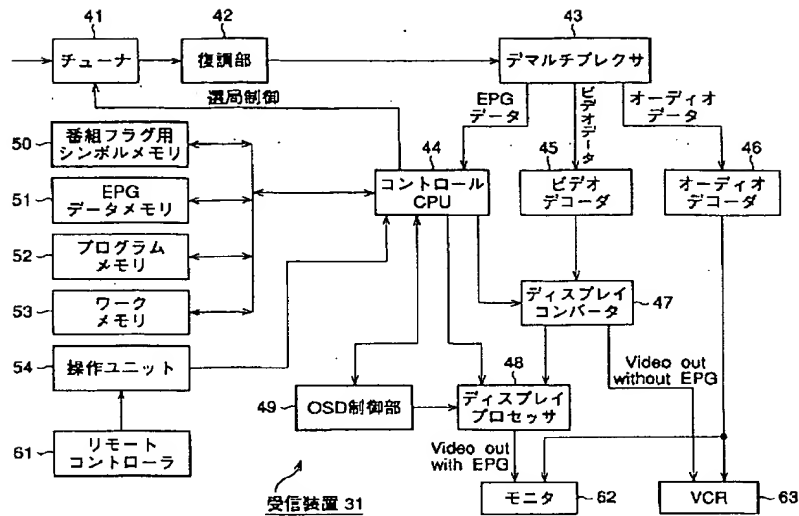 41
チューナ
42
復調部
43
デマルチプレクサ
選局制御
EPG
データ
ビデオデータ
オーディオ
データ
50
番組フラグ用
シンボルメモリ
44
コントロール
CPU
45
ビデオ
デコーダ
46
オーディオ
デコーダ
51
EPG
データメモリ
52
プログラム
メモリ
53
ワーク
メモリ
ディスプレイ
コンバータ
47
54
操作ユニット
Video out
without EPG
49
OSD制御部
48
ディスプレイ
プロセッサ
61
リモート
コントローラ
Video out
with EPG
受信装置 31
モニタ
62
VCR
63